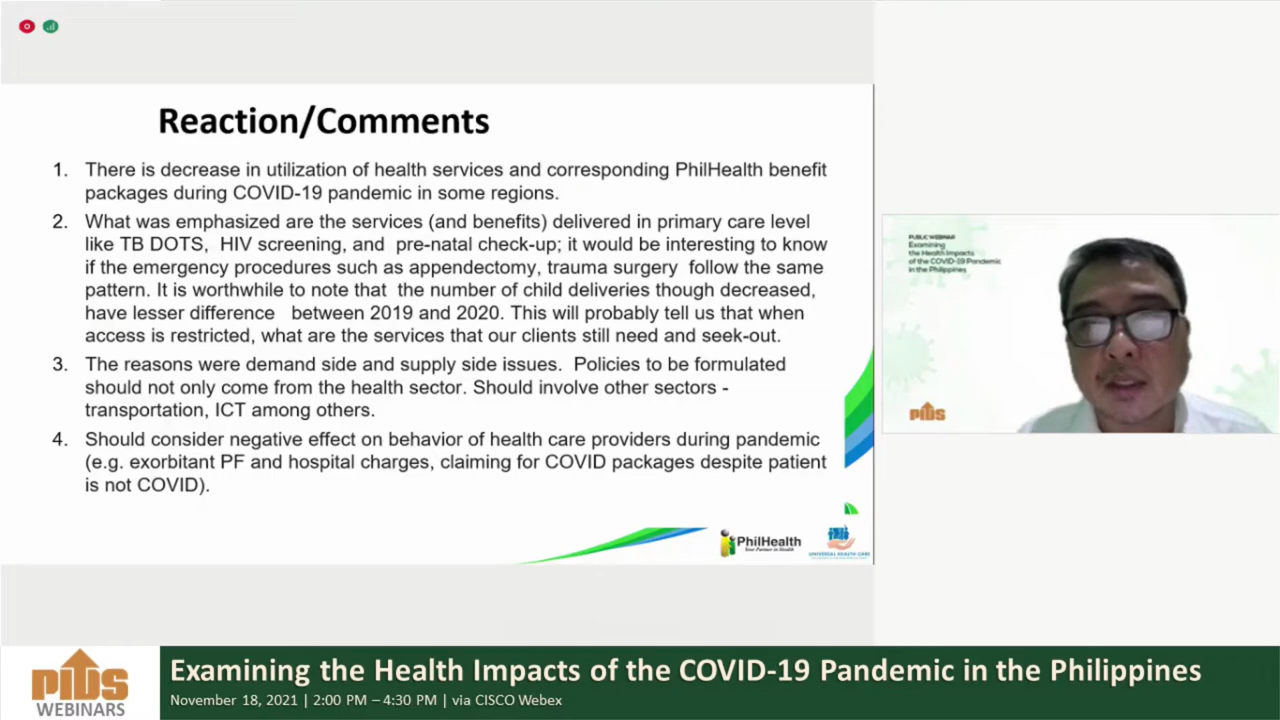 Reaction/Comments
1. There is decrease in utilization of health services and corresponding PhilHealth benefit
packages during COVID-19 pandemic in some regions.
2. What was emphasized are the services (and benefits) delivered in primary care level
like TB DOTS, HIV screening, and pre-natal check-up; it would be interesting to know
if the emergency procedures such as appendectomy, trauma surgery follow the same
pattern. It is worthwhile to note that the number of child deliveries though decreased,
have lesser difference between 2019 and 2020. This will probably tell us that when
access is restricted, what are the services that our clients still need and seek-out.
3. The reasons were demand side and supply side issues. Policies to be formulated
should not only come from the health sector. Should involve other sectors -
transportation, ICT among others.
4. Should consider negative effect on behavior of health care providers during pandemic
(e.g. exorbitant PF and hospital charges, claiming for COVID packages despite patient
is not COVID).
PhilHealth
Your Partner in Health
UNIVERSAL HEALTH CARE
PUBLIC WEBINAR
Examining
the Health Impacts
of the COVID-19 Pandemic
in the Philippines
PIDS
PIDS
WEBINARS
Examining the Health Impacts of the COVID-19 Pandemic in the Philippines
November 18, 2021 | 2:00 PM – 4:30 PM | via CISCO Webex